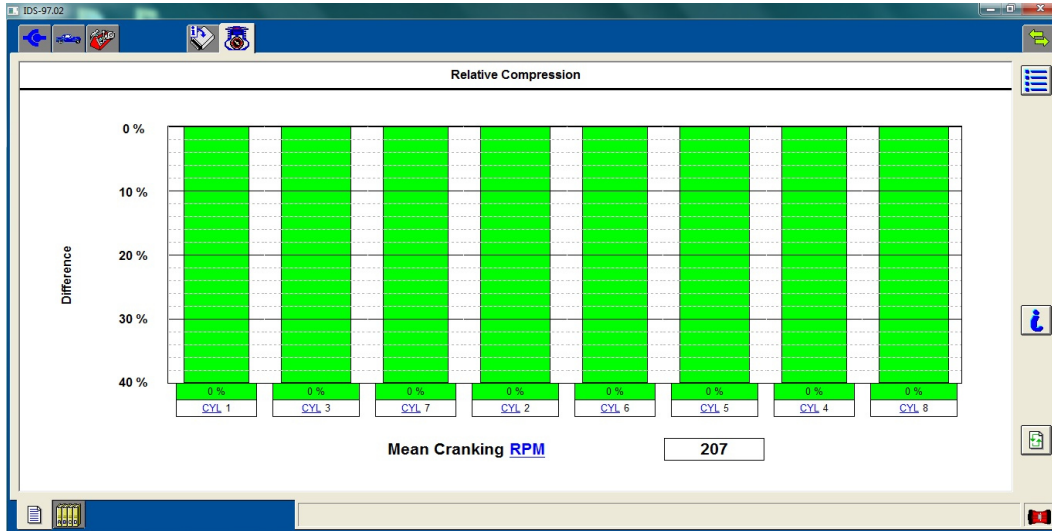 IDS-97.02
Relative Compression
0 %
10 %
20 %
30 %
40 %
Difference
0 % 0 % 0 % 0 % 0 % 0 % 0 % 0 %
CYL 1 CYL 3 CYL 7 CYL 2 CYL 6 CYL 5 CYL 4 CYL 8
Mean Cranking RPM 207